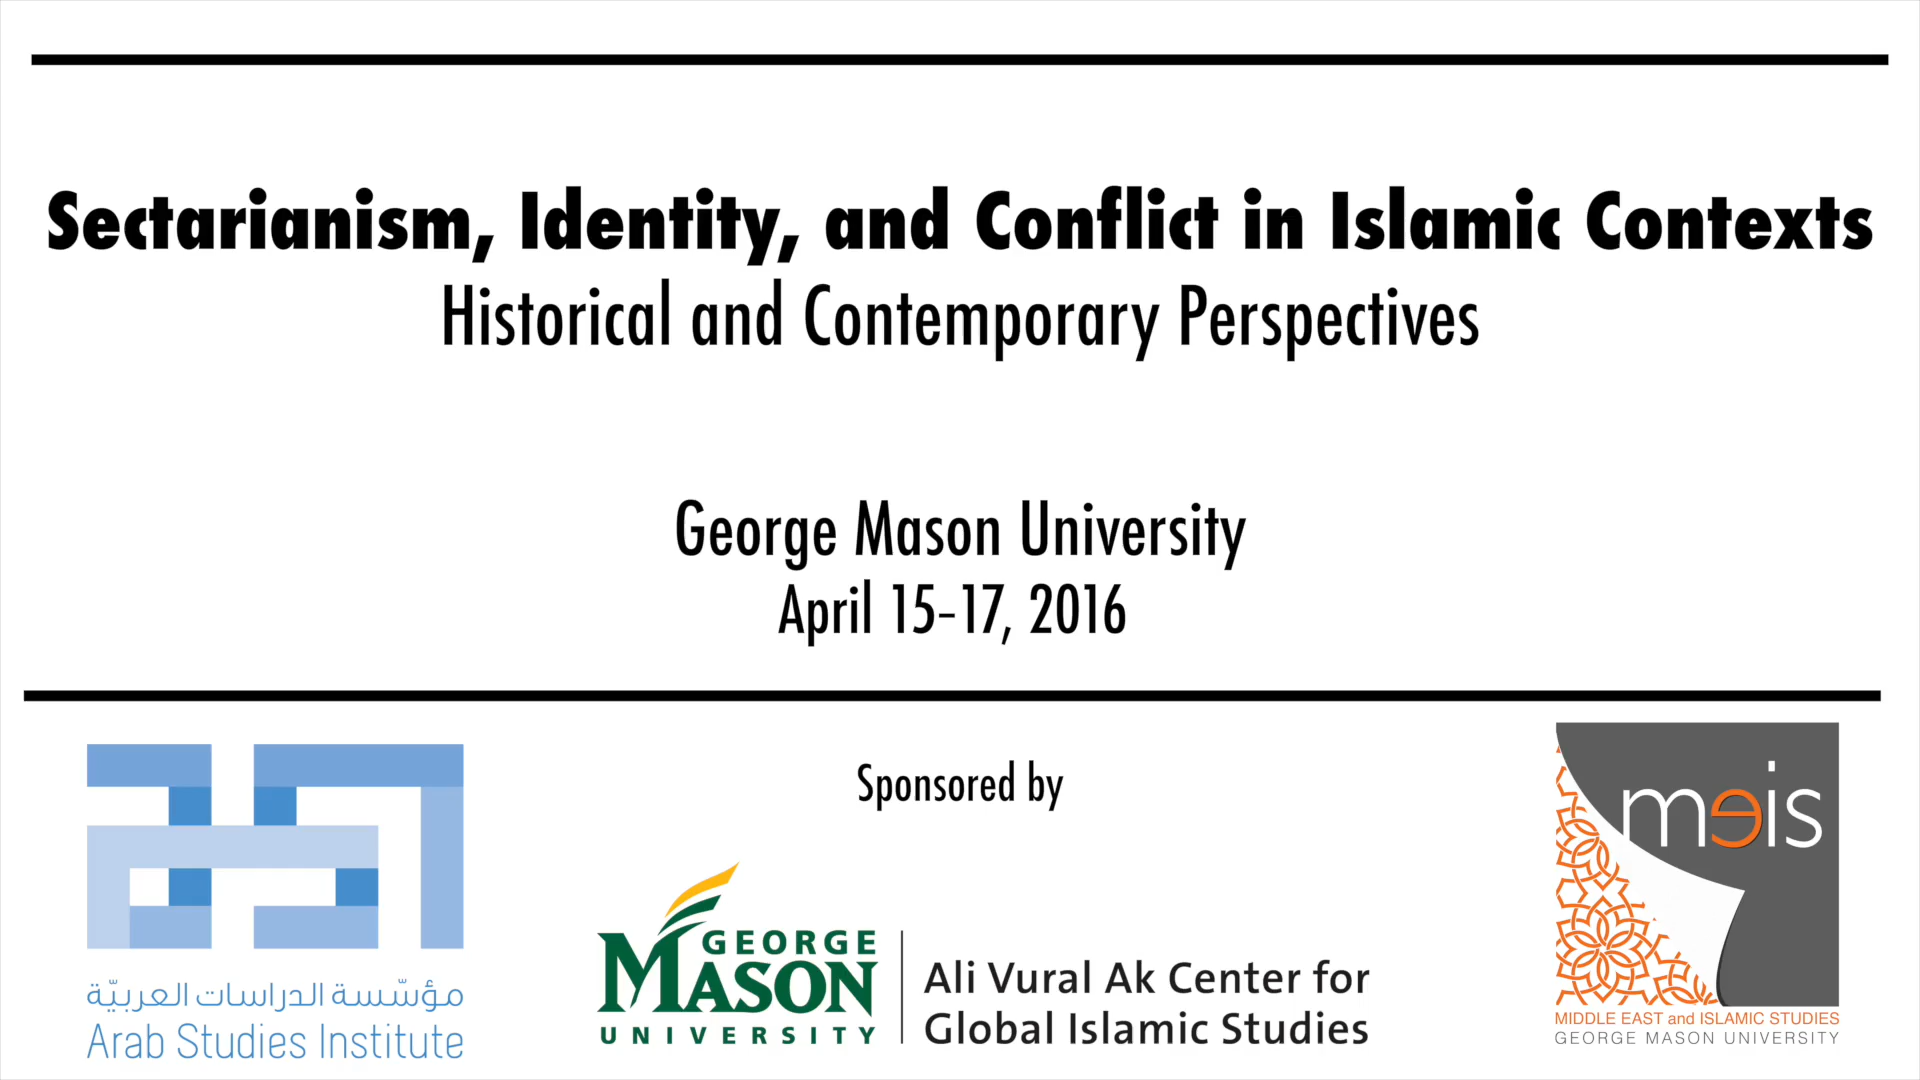 Sectarianism, Identity, and Conflict in Islamic Contexts
Historical and Contemporary Perspectives
George Mason University
April 15-17, 2016
Sponsored by
مؤسّسة الدراسات العربيّة
Arab Studies Institute
GEORGE
MASON
UNIVERSITY
Ali Vural Ak Center for
Global Islamic Studies
meis
MIDDLE EAST and ISLAMIC STUDIES
GEORGE MASON UNIVERSITY